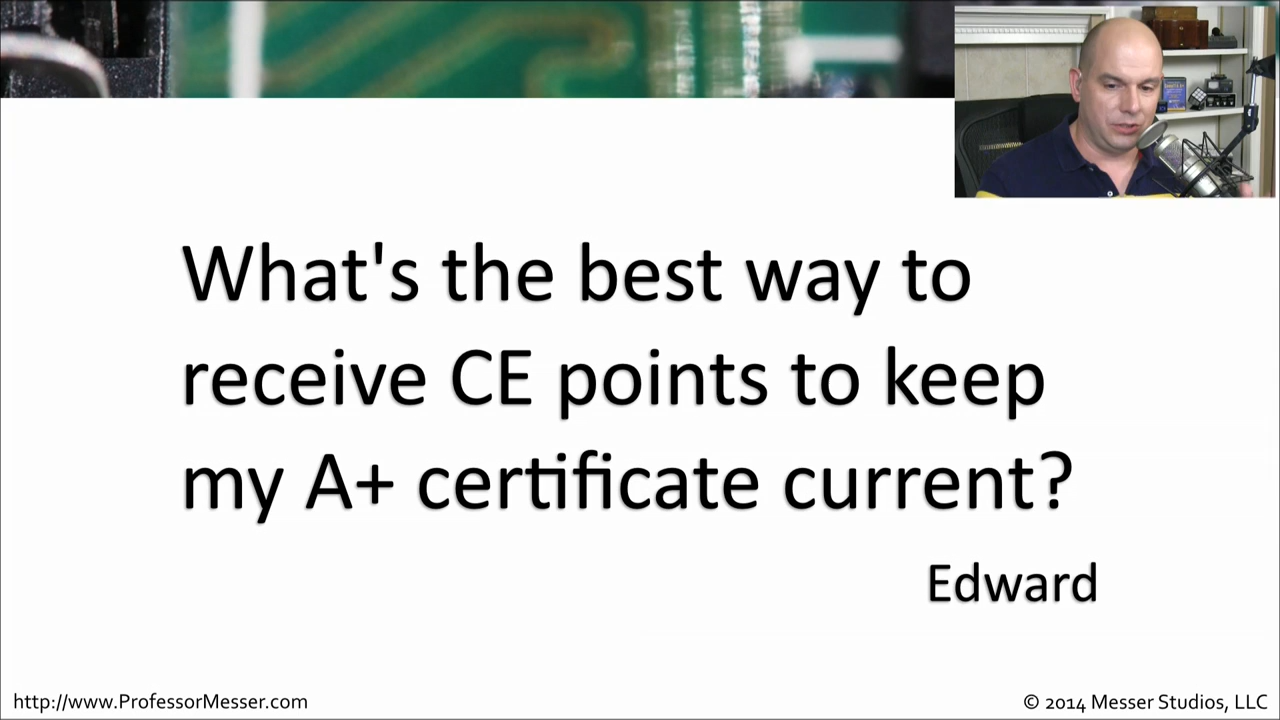 What's the best way to
receive CE points to keep
my A+ certificate current?
Edward
http://www.ProfessorMesser.com
© 2014 Messer Studios, LLC